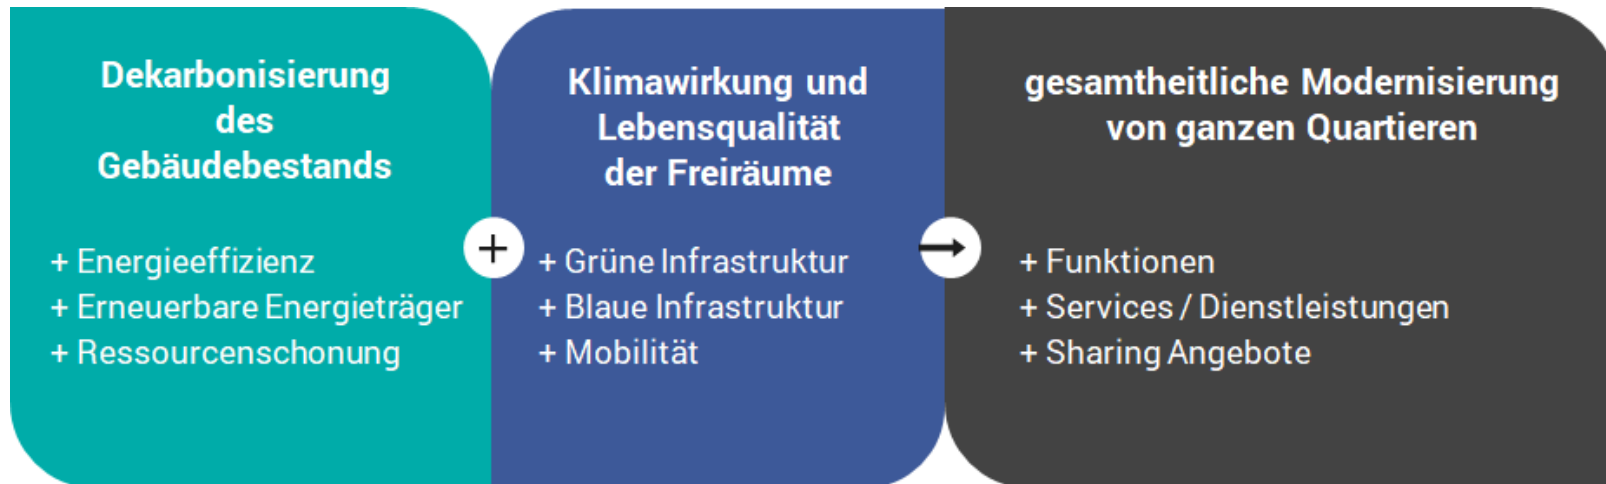 Dekarbonisierung
des
Gebäudebestands
+ Energieeffizienz
+ Erneuerbare Energieträger
+ Ressourcenschonung
+
Klimawirkung und
Lebensqualität
der Freiräume
+ Grüne Infrastruktur
+ Blaue Infrastruktur
+ Mobilität
→
gesamtheitliche Modernisierung
von ganzen Quartieren
+ Funktionen
+ Services / Dienstleistungen
+ Sharing Angebote